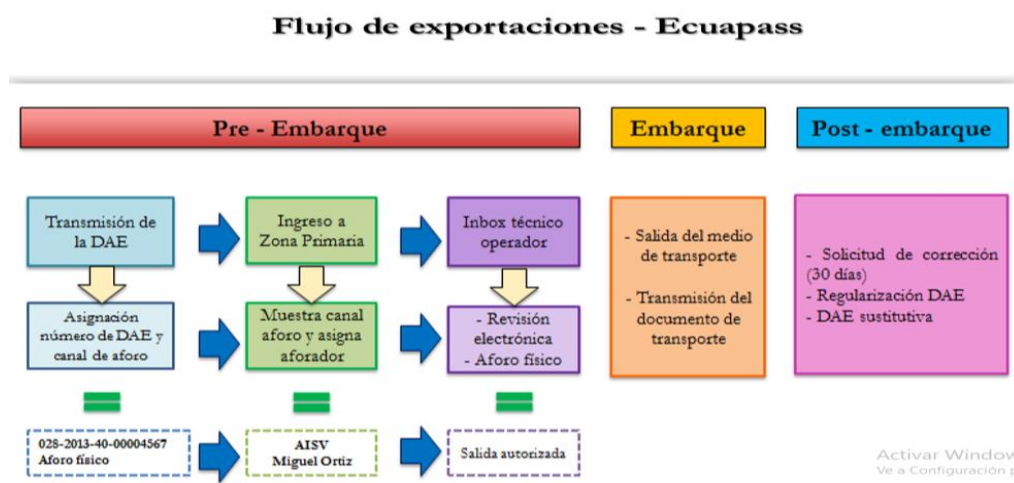 Flujo de exportaciones - Ecuapass
Pre - Embarque
Embarque
Post - embarque
Transmisión de
la DAE
Ingreso a
Zona Primaria
Inbox técnico
operador
Asignación
número de DAE y
canal de aforo
Muestra canal
aforo y asigna
aforador
- Revisión
electrónica
- Aforo físico
028-2013-40-00004567
Aforo físico
AISV
Miguel Ortiz
Salida autorizada
- Salida del medio
de transporte
- Transmisión del
documento de
transporte
- Solicitud de corrección
(30 días)
- Regularización DAE
- DAE sustitutiva
Activar Window
Ve a Configuración p